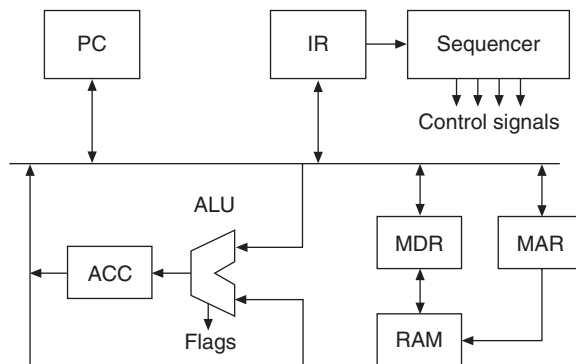 PC
IR
Sequencer
Control signals
ALU
ACC
MDR
MAR
Flags
RAM